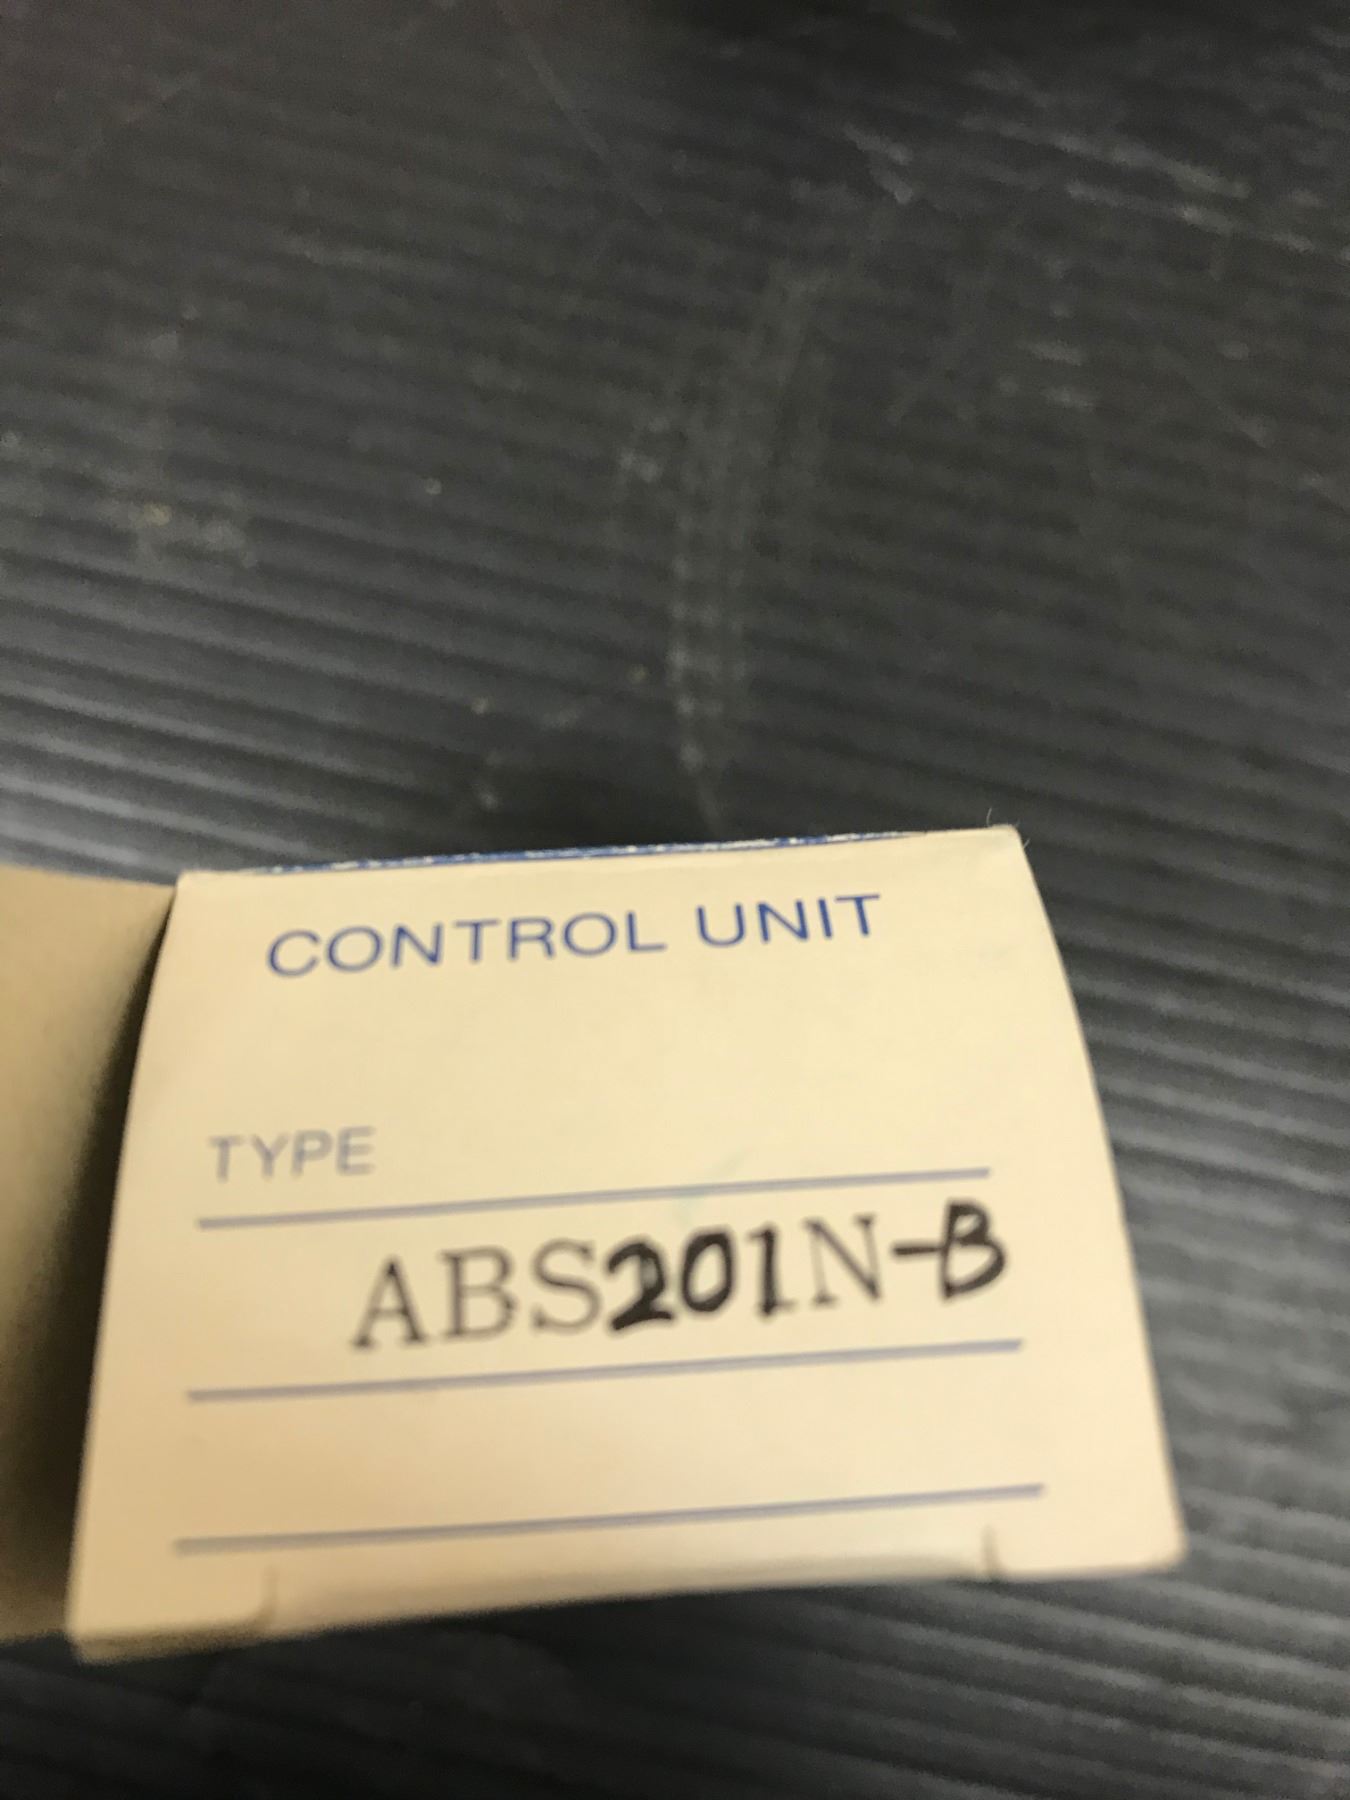 CONTROL UNIT
TYPE
ABS201N-B